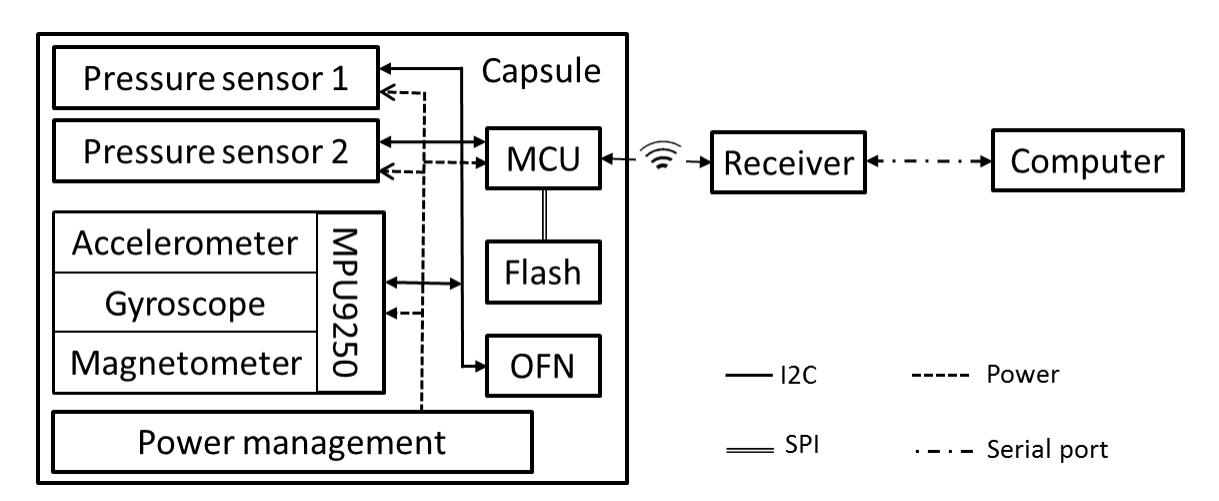 Pressure sensor 1
Capsule
Pressure sensor 2
MCU
Receiver
Computer
Accelerometer
Gyroscope
Magnetometer
MPU9250
Flash
OFN
Power management
I2C
Power
SPI
Serial port